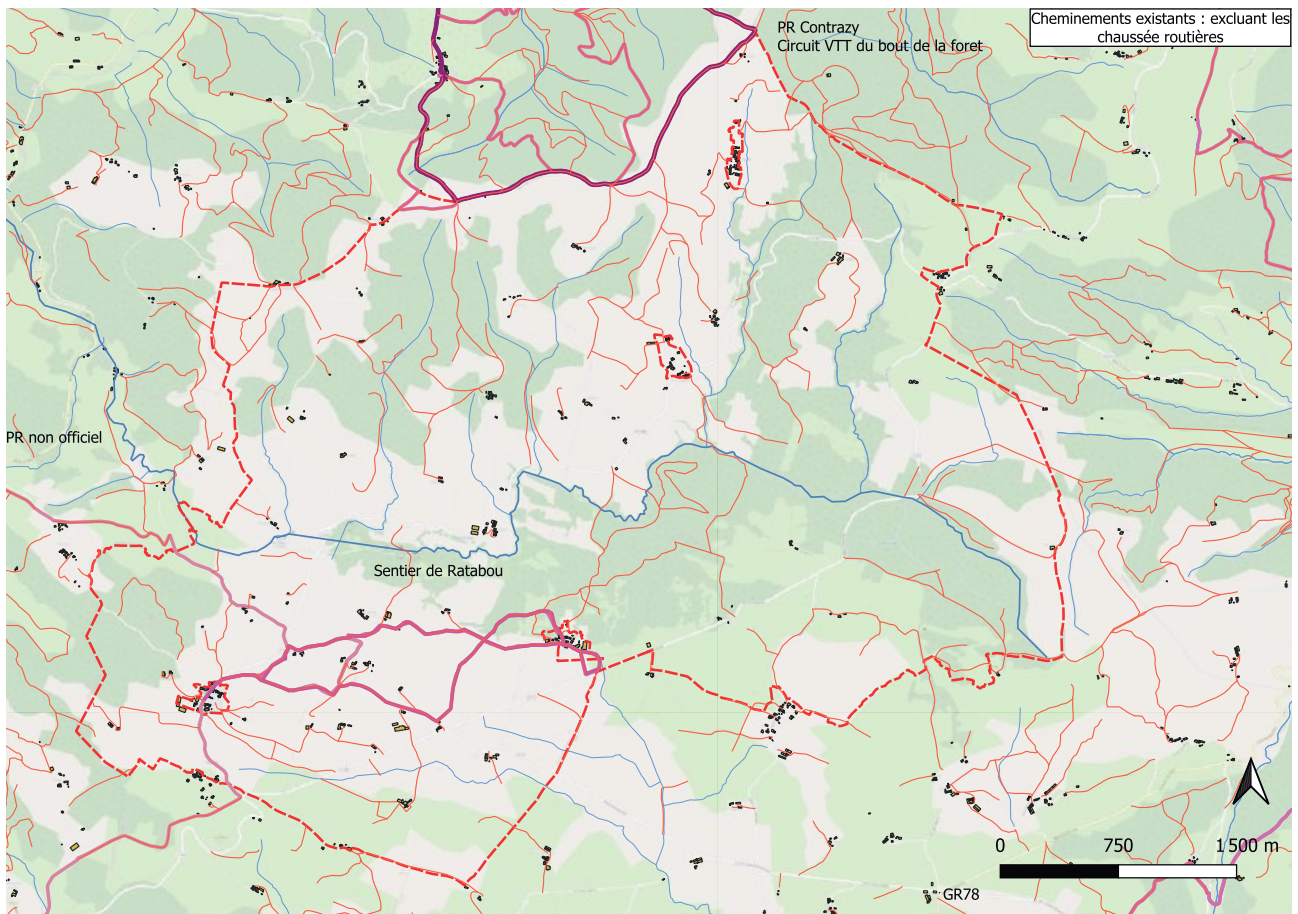 Cheminements existants : excluant les
chaussée routières
PR Contrazy
Circuit VTT du bout de la foret
PR non officiel
Sentier de Ratabou
0 750 1 500 m
GR78